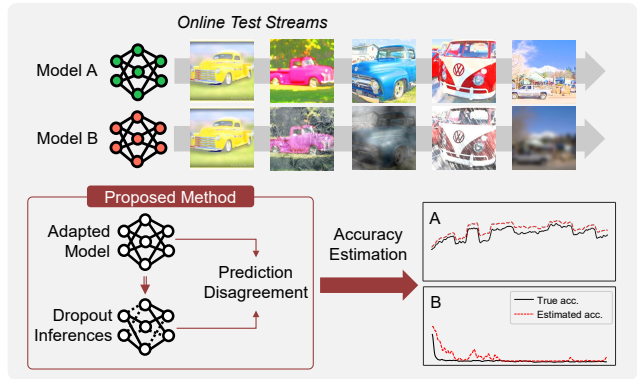 Online Test Streams
Model A
Model B
Proposed Method
Adapted
Model
Dropout
Inferences
Prediction
Disagreement
Accuracy
Estimation
A
B
True acc.
Estimated acc.